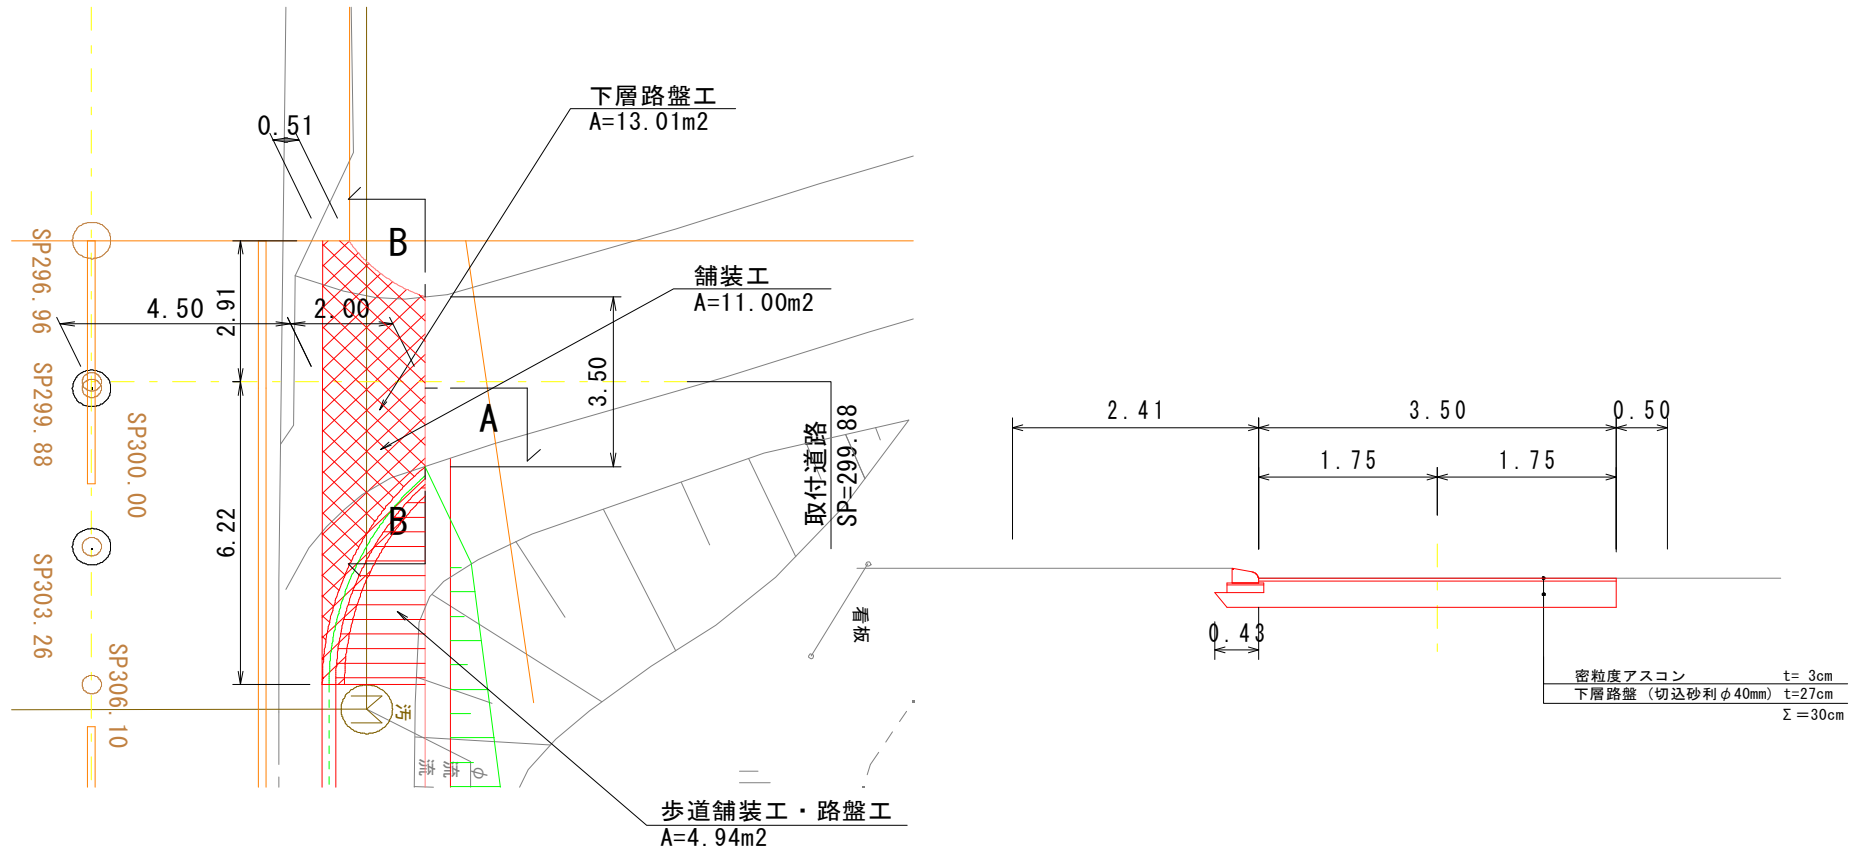 下層路盤工
A=13.01m2
0.51
B
舗装工
A=11.00m2
SP296.96
4.50
2.91
2.00
3.50
SP299.88
SP300.00
A
取付道路
SP=299.88
6.22
B
SP303.26
SP306.10
汚
看板
流
流
φ
歩道舗装工・路盤工
A=4.94m2
2.41
3.50
0.50
1.75
1.75
0.43
密粒度アスコン t= 3cm
下層路盤（切込砂利φ40mm） t=27cm
Σ=30cm